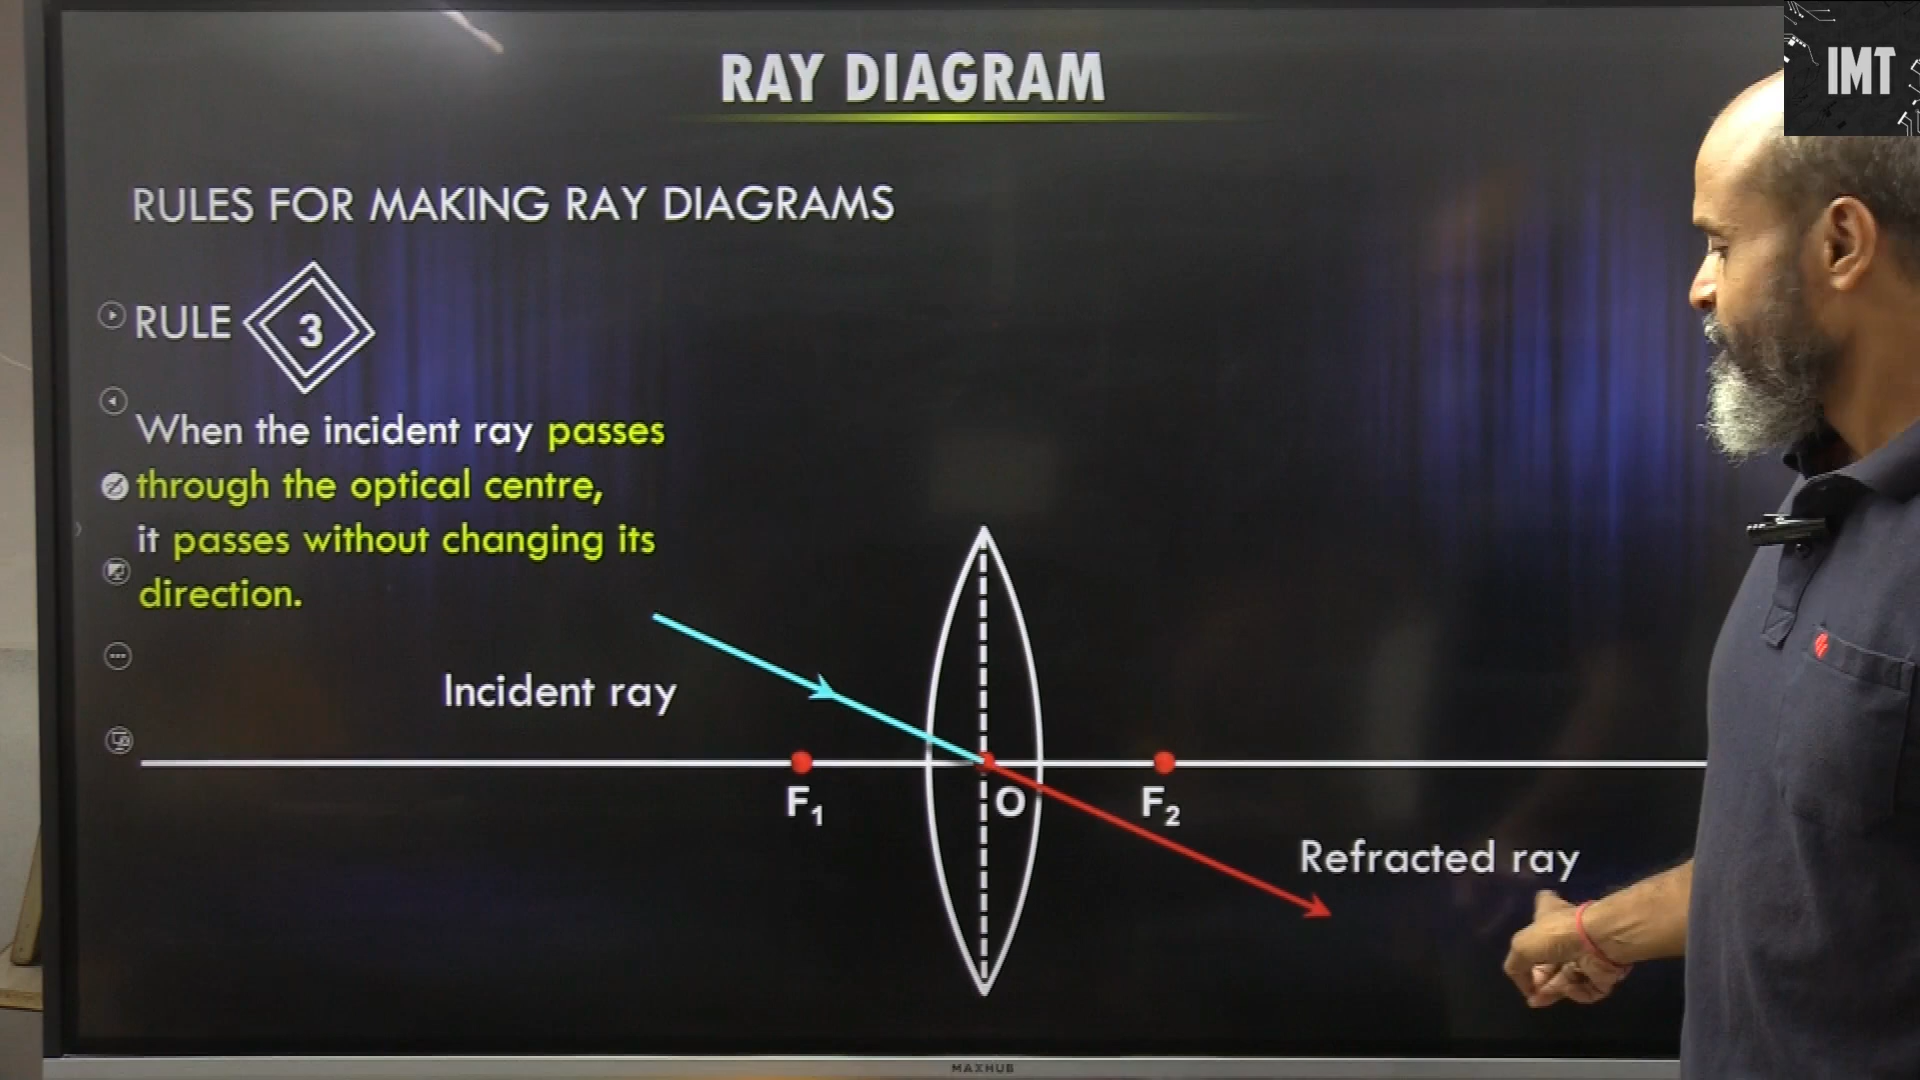 IMT
RAY DIAGRAM
RULES FOR MAKING RAY DIAGRAMS
RULE 3
When the incident ray passes
through the optical centre,
it passes without changing its
direction.
Incident ray
F₁
O
F₂
Refracted ray
MAXHUB